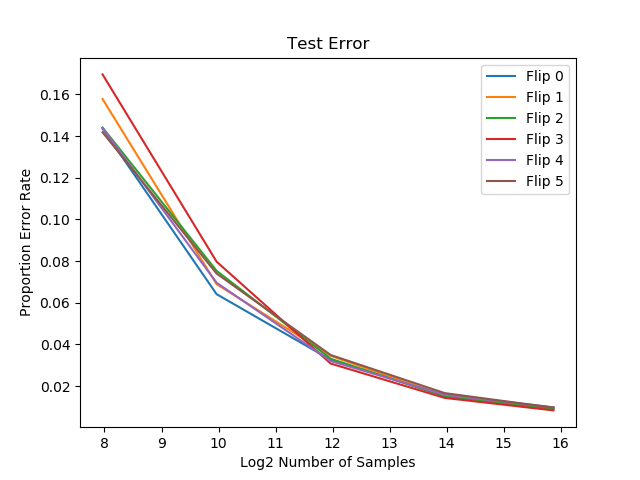 Test Error
Flip 0
Flip 1
Flip 2
Flip 3
Flip 4
Flip 5
Proportion Error Rate
0.16
0.14
0.12
0.10
0.08
0.06
0.04
0.02
8 9 10 11 12 13 14 15 16
Log2 Number of Samples